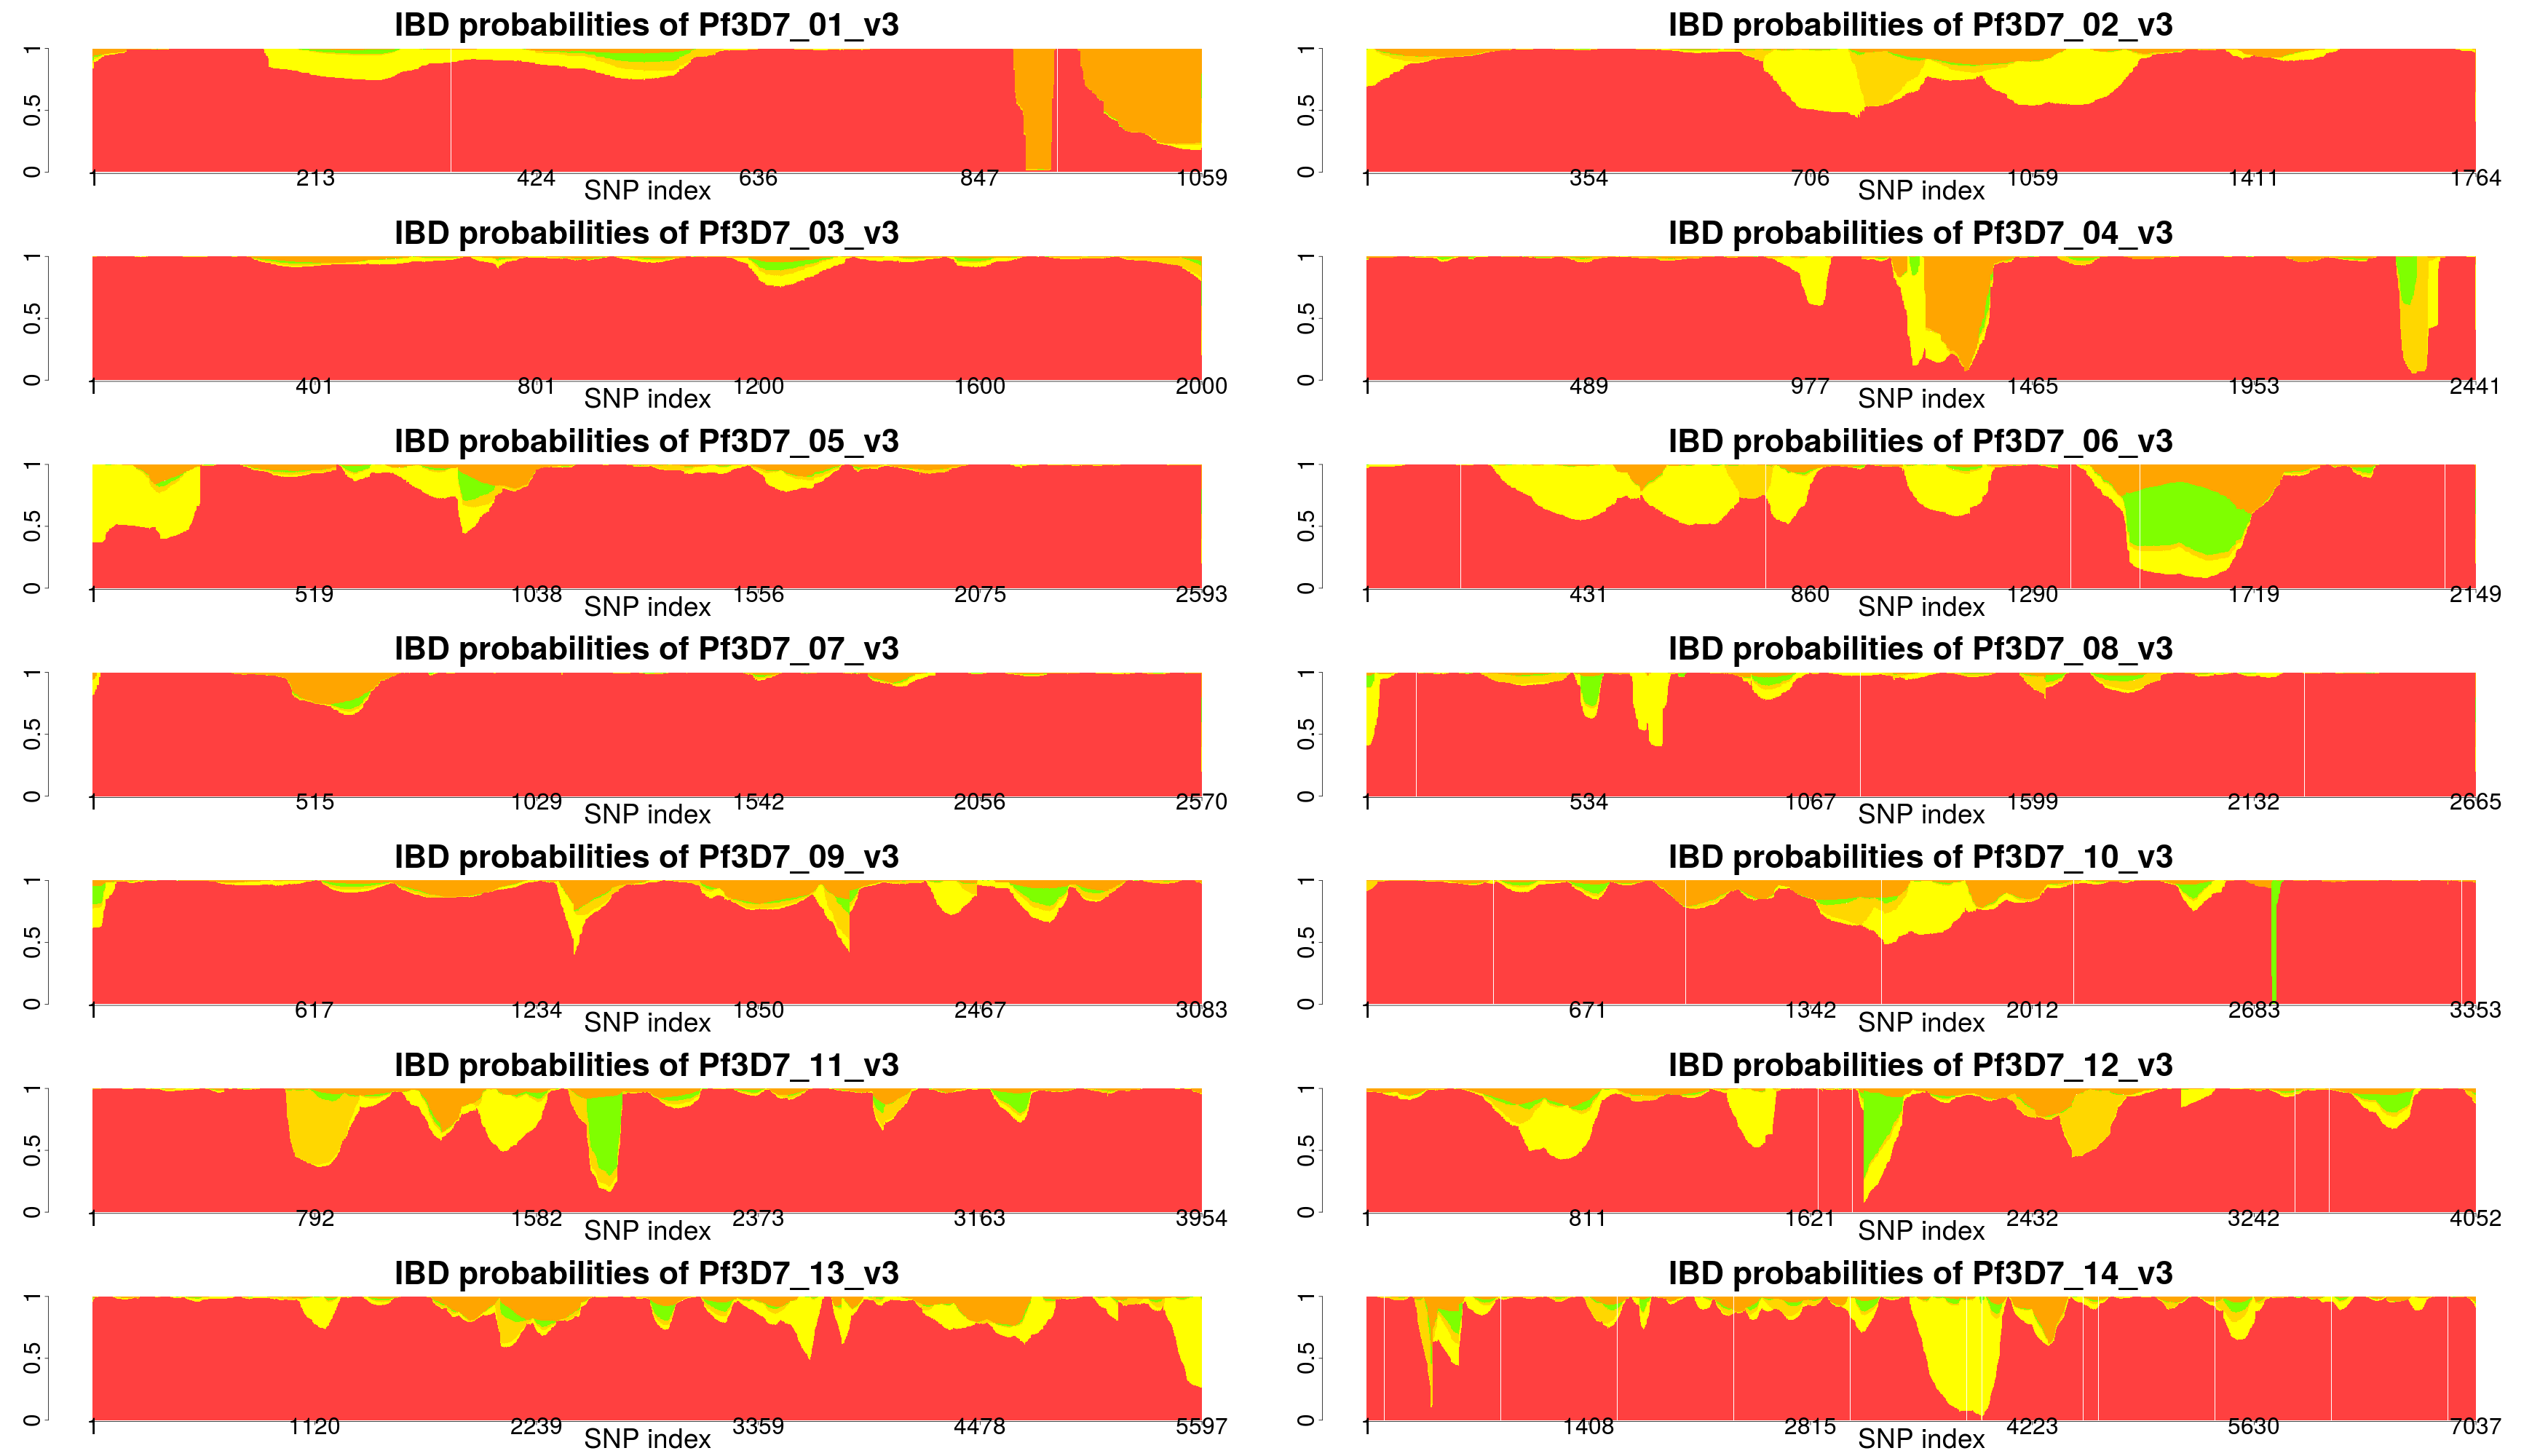 IBD probabilities of Pf3D7_01_v3
0 0.5 1
1 213 424 636 847 1059
SNP index
IBD probabilities of Pf3D7_02_v3
0 0.5 1
1 354 706 1059 1411 1764
SNP index
IBD probabilities of Pf3D7_03_v3
0 0.5 1
1 401 801 1200 1600 2000
SNP index
IBD probabilities of Pf3D7_04_v3
0 0.5 1
1 489 977 1465 1953 2441
SNP index
IBD probabilities of Pf3D7_05_v3
0 0.5 1
1 519 1038 1556 2075 2593
SNP index
IBD probabilities of Pf3D7_06_v3
0 0.5 1
1 431 860 1290 1719 2149
SNP index
IBD probabilities of Pf3D7_07_v3
0 0.5 1
1 515 1029 1542 2056 2570
SNP index
IBD probabilities of Pf3D7_08_v3
0 0.5 1
1 534 1067 1599 2132 2665
SNP index
IBD probabilities of Pf3D7_09_v3
0 0.5 1
1 617 1234 1850 2467 3083
SNP index
IBD probabilities of Pf3D7_10_v3
0 0.5 1
1 671 1342 2012 2683 3353
SNP index
IBD probabilities of Pf3D7_11_v3
0 0.5 1
1 792 1582 2373 3163 3954
SNP index
IBD probabilities of Pf3D7_12_v3
0 0.5 1
1 811 1621 2432 3242 4052
SNP index
IBD probabilities of Pf3D7_13_v3
0 0.5 1
1 1120 2239 3359 4478 5597
SNP index
IBD probabilities of Pf3D7_14_v3
0 0.5 1
1 1408 2815 4223 5630 7037
SNP index